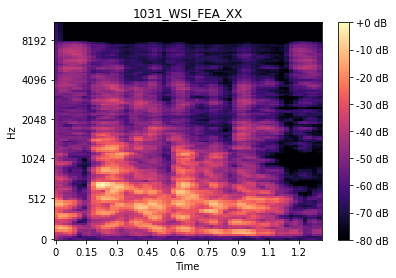 1031_WSI_FEA_XX
+0 dB
8192
-10 dB
4096
-20 dB
-30 dB
2048
Hz
-40 dB
1024
-50 dB
512
-60 dB
-70 dB
0
-80 dB
0 0.15 0.3 0.45 0.6 0.75 0.9 1.1 1.2
Time